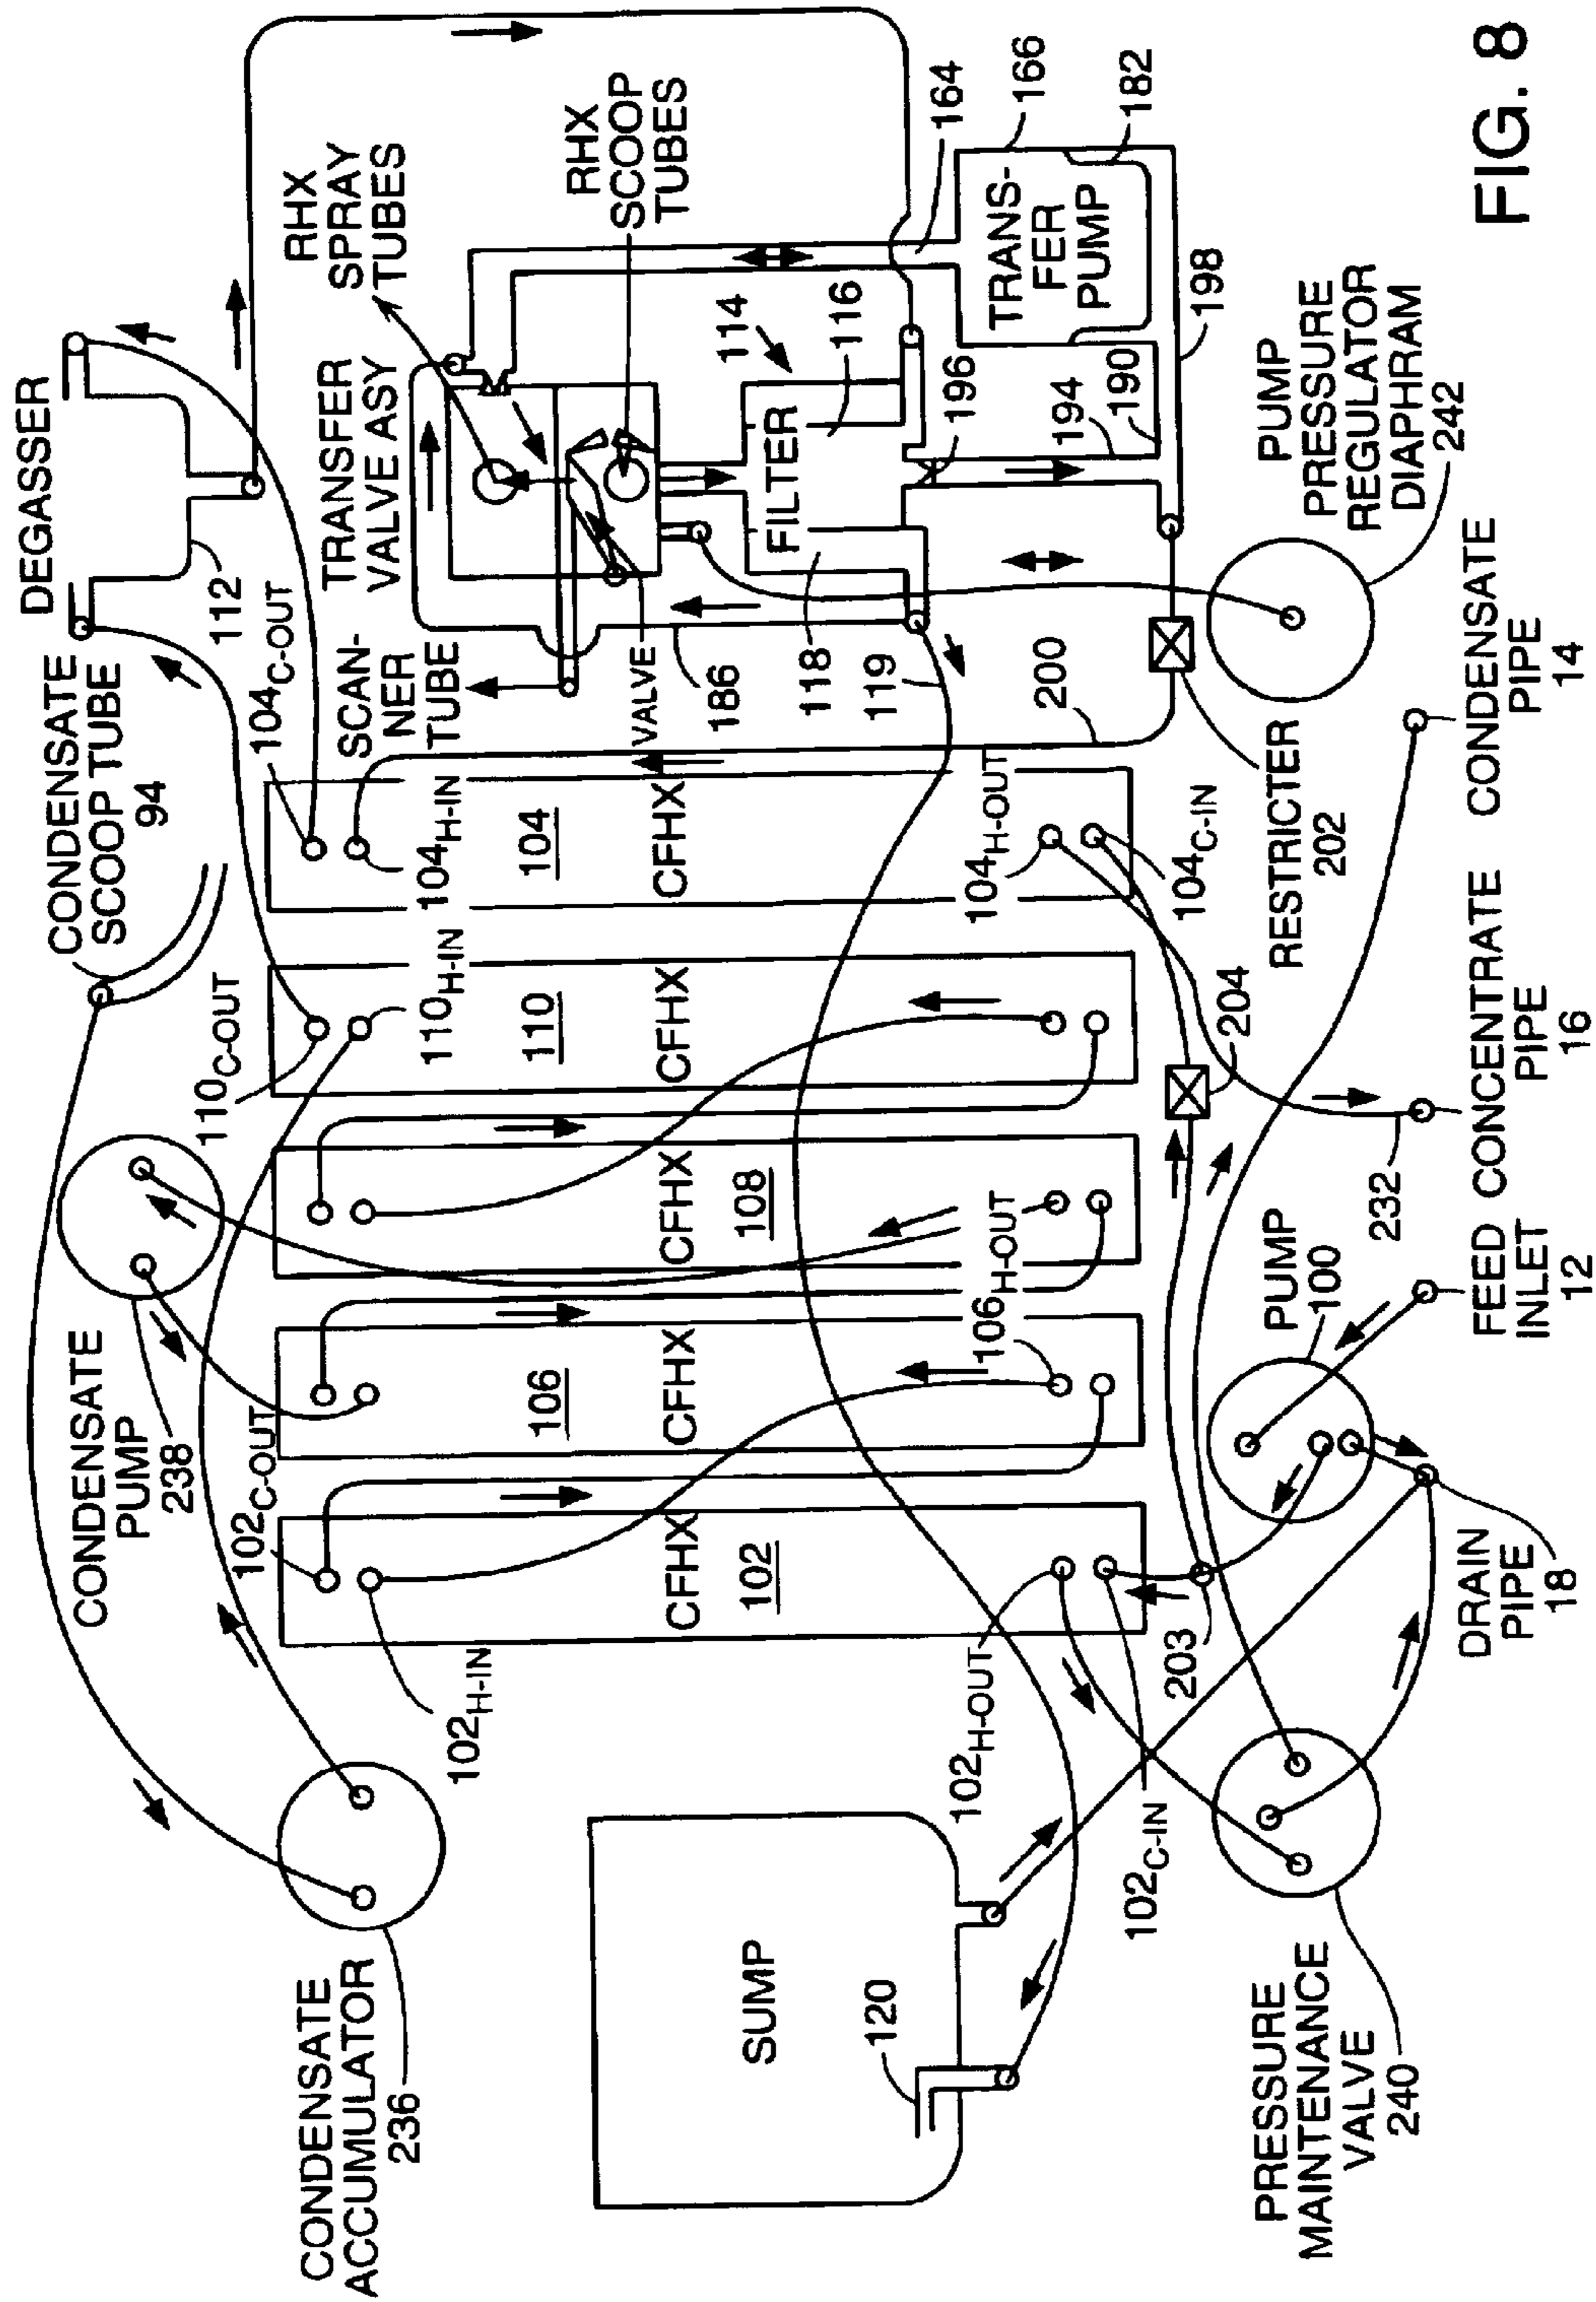 DEGASSER
112
CONDENSATE
SCOOP TUBE
94
CONDENSATE
PUMP
238
CONDENSATE
ACCUMULATOR
236
RHX
SPRAY
TUBES
RHX
SCOOP
TUBES
TRANSFER
VALVE ASY
SCAN-
NER
TUBE
VALVE
186
118
119
FILTER
114
116
196
194
190
164
166
182
TRANS-
FER
PUMP
198
200
104C-OUT
104H-IN
104
CFHX
104H-OUT
104C-IN
110C-OUT
110H-IN
110
CFHX
CFHX
108
106
CFHX
106H-OUT
102C-OUT
102H-IN
CFHX
102
102H-OUT
102C-IN
203
204
SUMP
120
PUMP
PRESSURE
REGULATOR
DIAPHRAM
242
RESTRICTER
202
CONDENSATE
PIPE
14
CONCENTRATE
PIPE
16
232
FEED
INLET
12
PUMP
100
DRAIN
PIPE
18
PRESSURE
MAINTENANCE
VALVE
240
FIG. 8